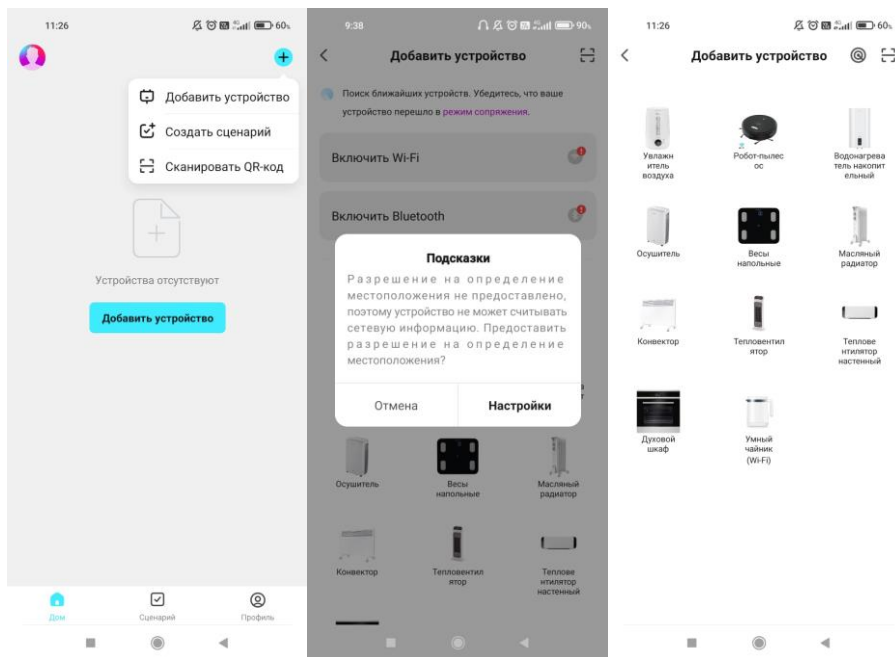 11:26
60%
Добавить устройство
Создать сценарий
Сканировать QR-код
Устройства отсутствуют
Добавить устройство
Дом
Сценарий
Профиль
9:38
90%
Добавить устройство
Поиск ближайших устройств. Убедитесь, что ваше
устройство перешло в режим сопряжения.
Включить Wi-Fi
Включить Bluetooth
Подсказки
Разрешение на определение
местоположения не предоставлено,
поэтому устройство не может считывать
сетевую информацию. Предоставить
разрешение на определение
местоположения?
Отмена
Настройки
Осушитель
Весы
напольные
Масляный
радиатор
Конвектор
Тепловентил
ятор
Теплове
нтилятор
настенный
11:26
60%
Добавить устройство
Увлажн
итель
воздуха
Робот-пылес
ос
Водонагрева
тель накопит
ельный
Осушитель
Весы
напольные
Масляный
радиатор
Конвектор
Тепловентил
ятор
Теплове
нтилятор
настенный
Духовой
шкаф
Умный
чайник
(Wi-Fi)